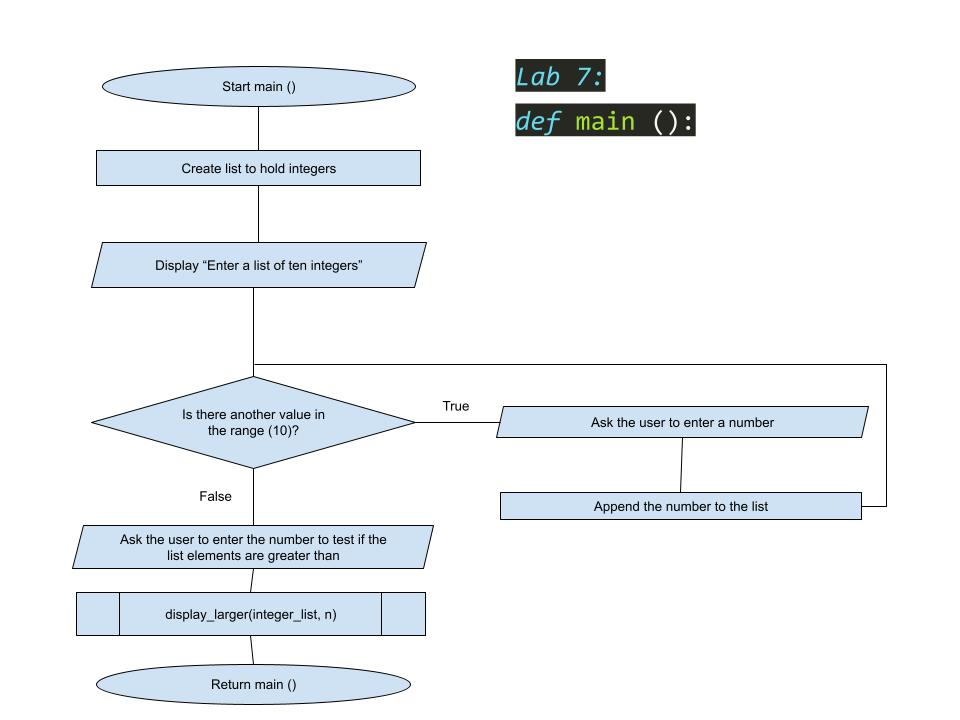 Lab 7:
def main ():
Start main ()
Create list to hold integers
Display “Enter a list of ten integers”
Is there another value in
the range (10)?
True
Ask the user to enter a number
Append the number to the list
False
Ask the user to enter the number to test if the
list elements are greater than
display_larger(integer_list, n)
Return main ()